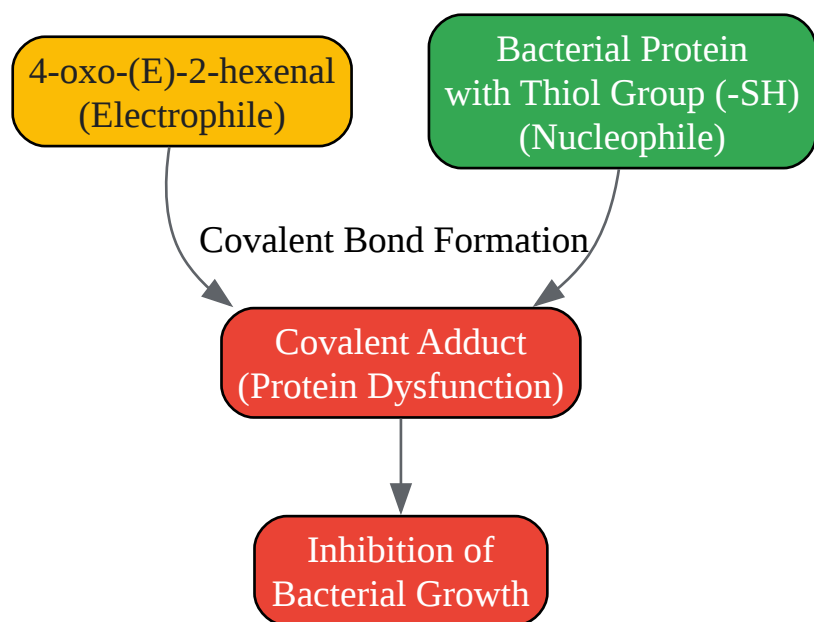 4-oxo-(E)-2-hexenal
(Electrophile)
Bacterial Protein
with Thiol Group (-SH)
(Nucleophile)
Covalent Bond Formation
Covalent Adduct
(Protein Dysfunction)
Inhibition of
Bacterial Growth